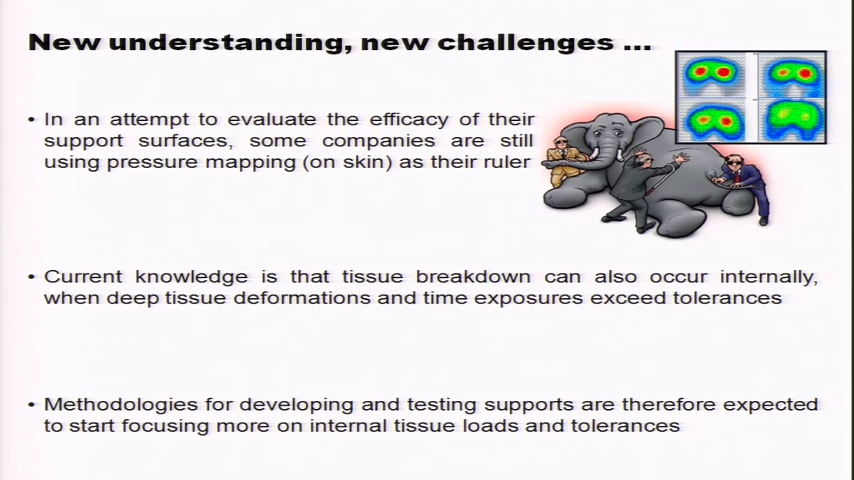 New understanding, new challenges ...
• In an attempt to evaluate the efficacy of their
support surfaces, some companies are still
using pressure mapping (on skin) as their ruler
• Current knowledge is that tissue breakdown can also occur internally,
when deep tissue deformations and time exposures exceed tolerances
• Methodologies for developing and testing supports are therefore expected
to start focusing more on internal tissue loads and tolerances